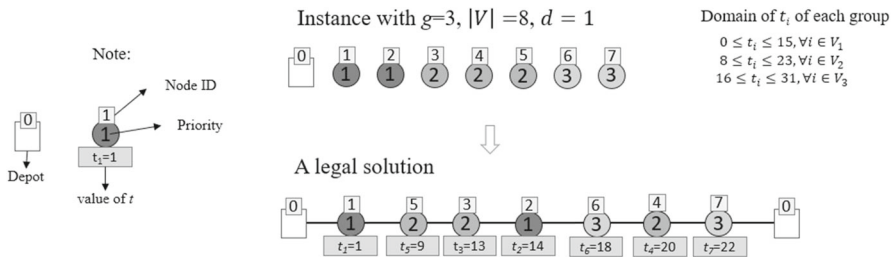 Instance with g=3, |V| =8, d = 1
Domain of tᵢ of each group
0 ≤ tᵢ ≤ 15, ∀i ∈ V₁
8 ≤ tᵢ ≤ 23, ∀i ∈ V₂
16 ≤ tᵢ ≤ 31, ∀i ∈ V₃
Note:
0 1 2 3 4 5 6 7
1 1 2 2 2 3 3
Node ID
0 1
1 Priority
t₁=1
Depot
value of t
A legal solution
0 1 5 3 2 6 4 7 0
1 2 2 1 3 2 3
t₁=1 t₅=9 t₃=13 t₂=14 t₆=18 t₄=20 t₇=22